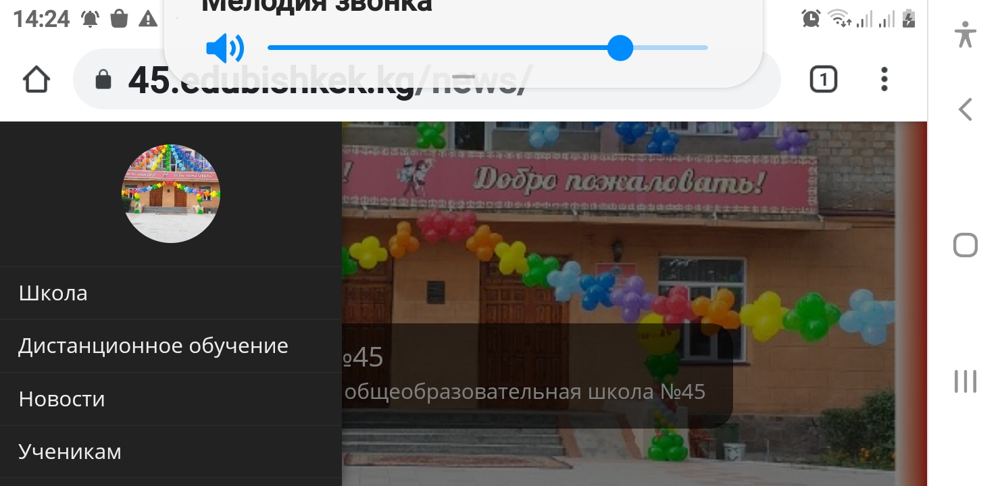 Мелодия звонка
14:24
45.edubishkek.kg/news/
1
Добро пожаловать!
Школа
Дистанционное обучение
№45
общеобразовательная школа №45
Новости
Ученикам